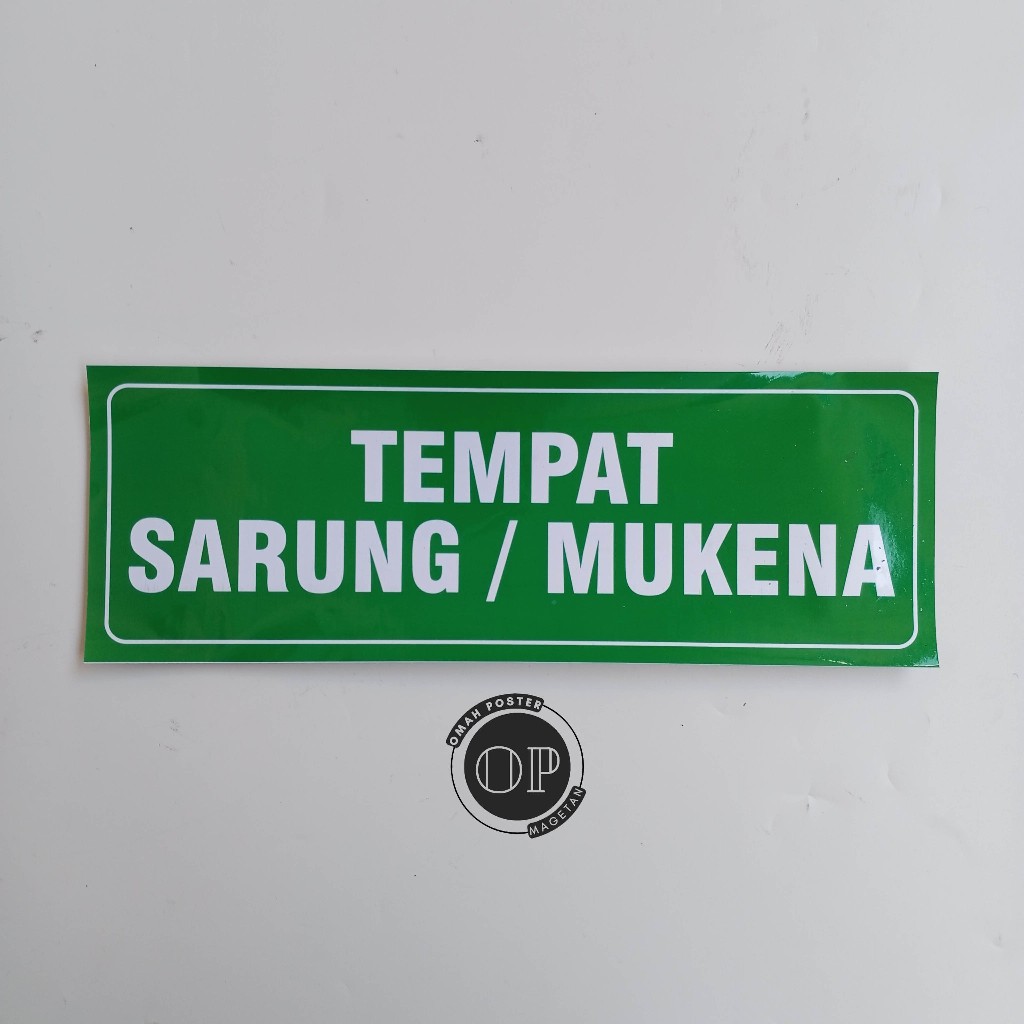 TEMPAT
SARUNG / MUKENA
OMAH POSTER
OP
MAGETAN